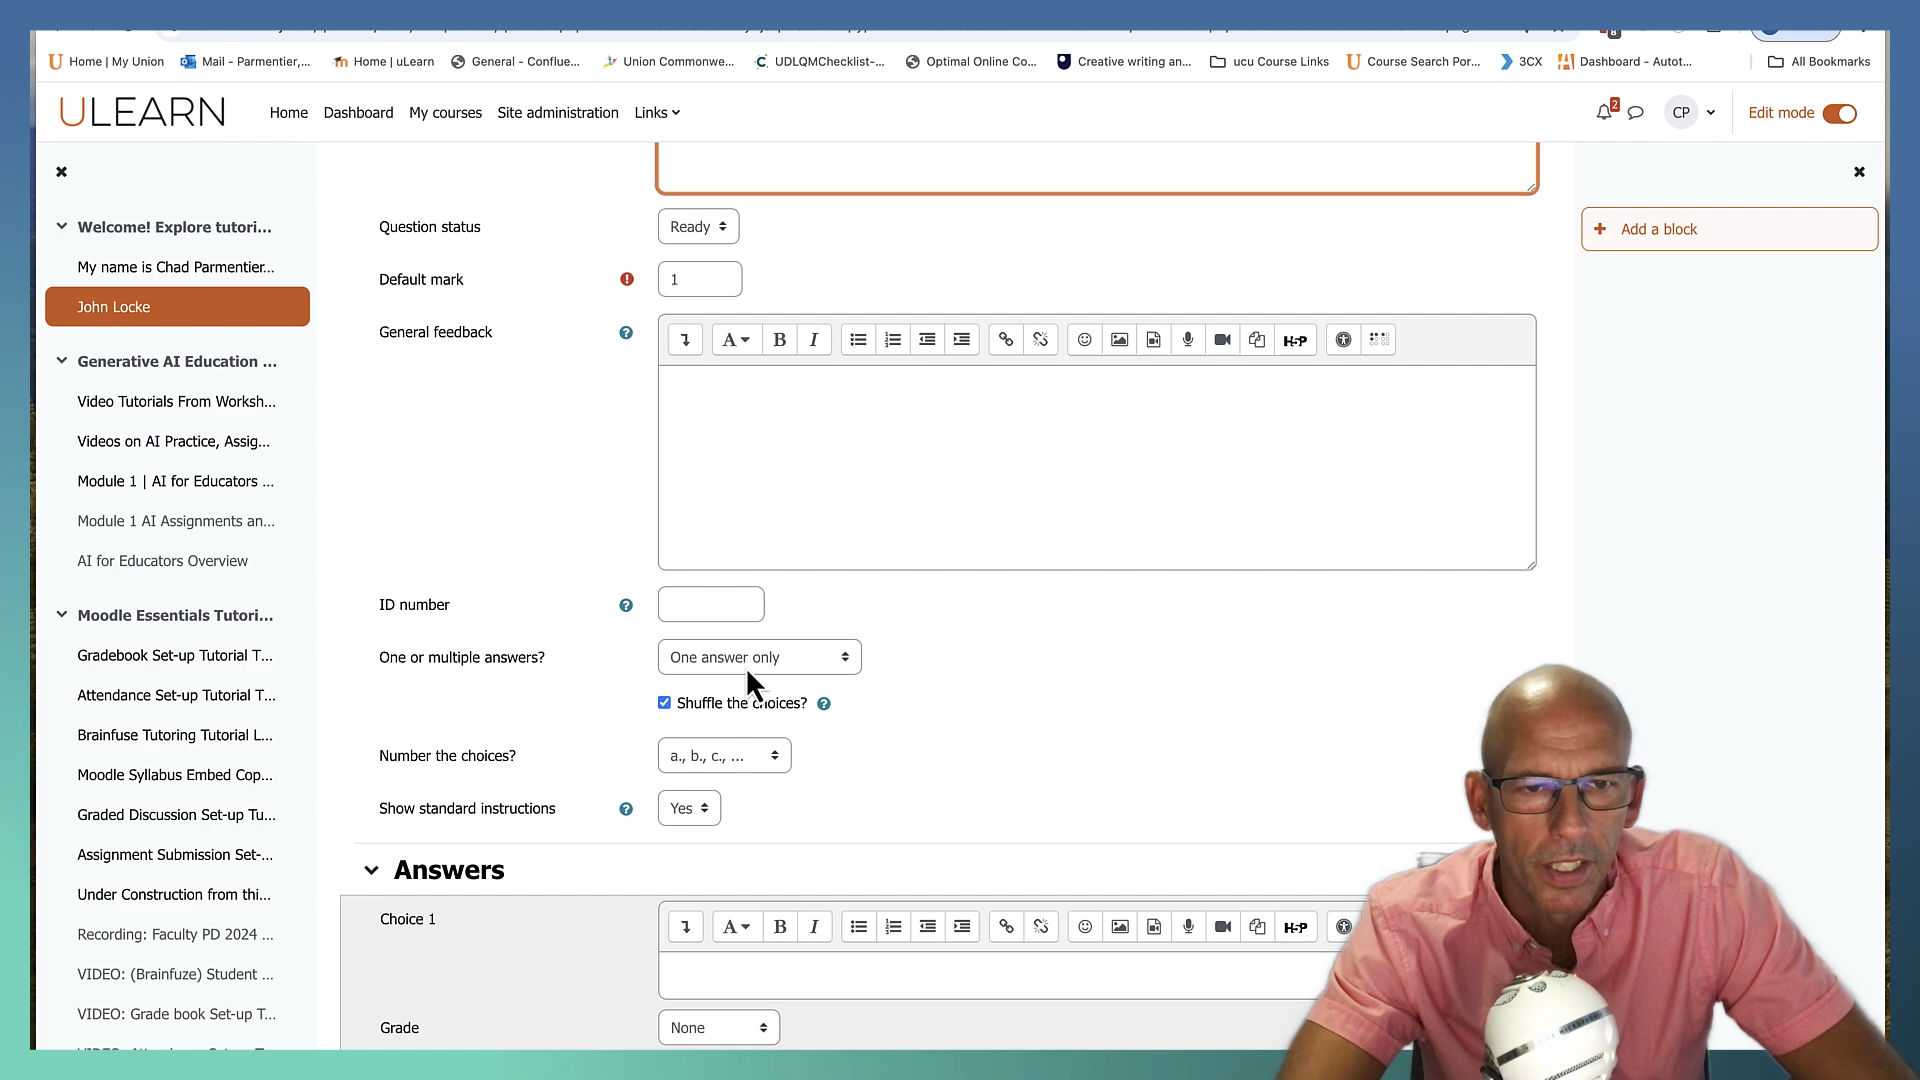 Home | My Union Mail - Parmentier,... Home | uLearn General - Conflue... Union Commonwe... UDLQMChecklist-... Optimal Online Co... Creative writing an... ucu Course Links Course Search Por... 3CX Dashboard - Autot... All Bookmarks
ULEARN Home Dashboard My courses Site administration Links 2 CP Edit mode
Welcome! Explore tutori...
My name is Chad Parmentier...
John Locke
Generative AI Education ...
Video Tutorials From Worksh...
Videos on AI Practice, Assig...
Module 1 | AI for Educators ...
Module 1 AI Assignments an...
AI for Educators Overview
Moodle Essentials Tutori...
Gradebook Set-up Tutorial T...
Attendance Set-up Tutorial T...
Brainfuse Tutoring Tutorial L...
Moodle Syllabus Embed Cop...
Graded Discussion Set-up Tu...
Assignment Submission Set-...
Under Construction from thi...
Recording: Faculty PD 2024 ...
VIDEO: (Brainfuze) Student ...
VIDEO: Grade book Set-up T...
Question status Ready
Default mark 1
General feedback
A B I H-P
ID number
One or multiple answers? One answer only
Shuffle the choices?
Number the choices? a., b., c., ...
Show standard instructions Yes
Answers
Choice 1
A B I H-P
Grade None
+ Add a block